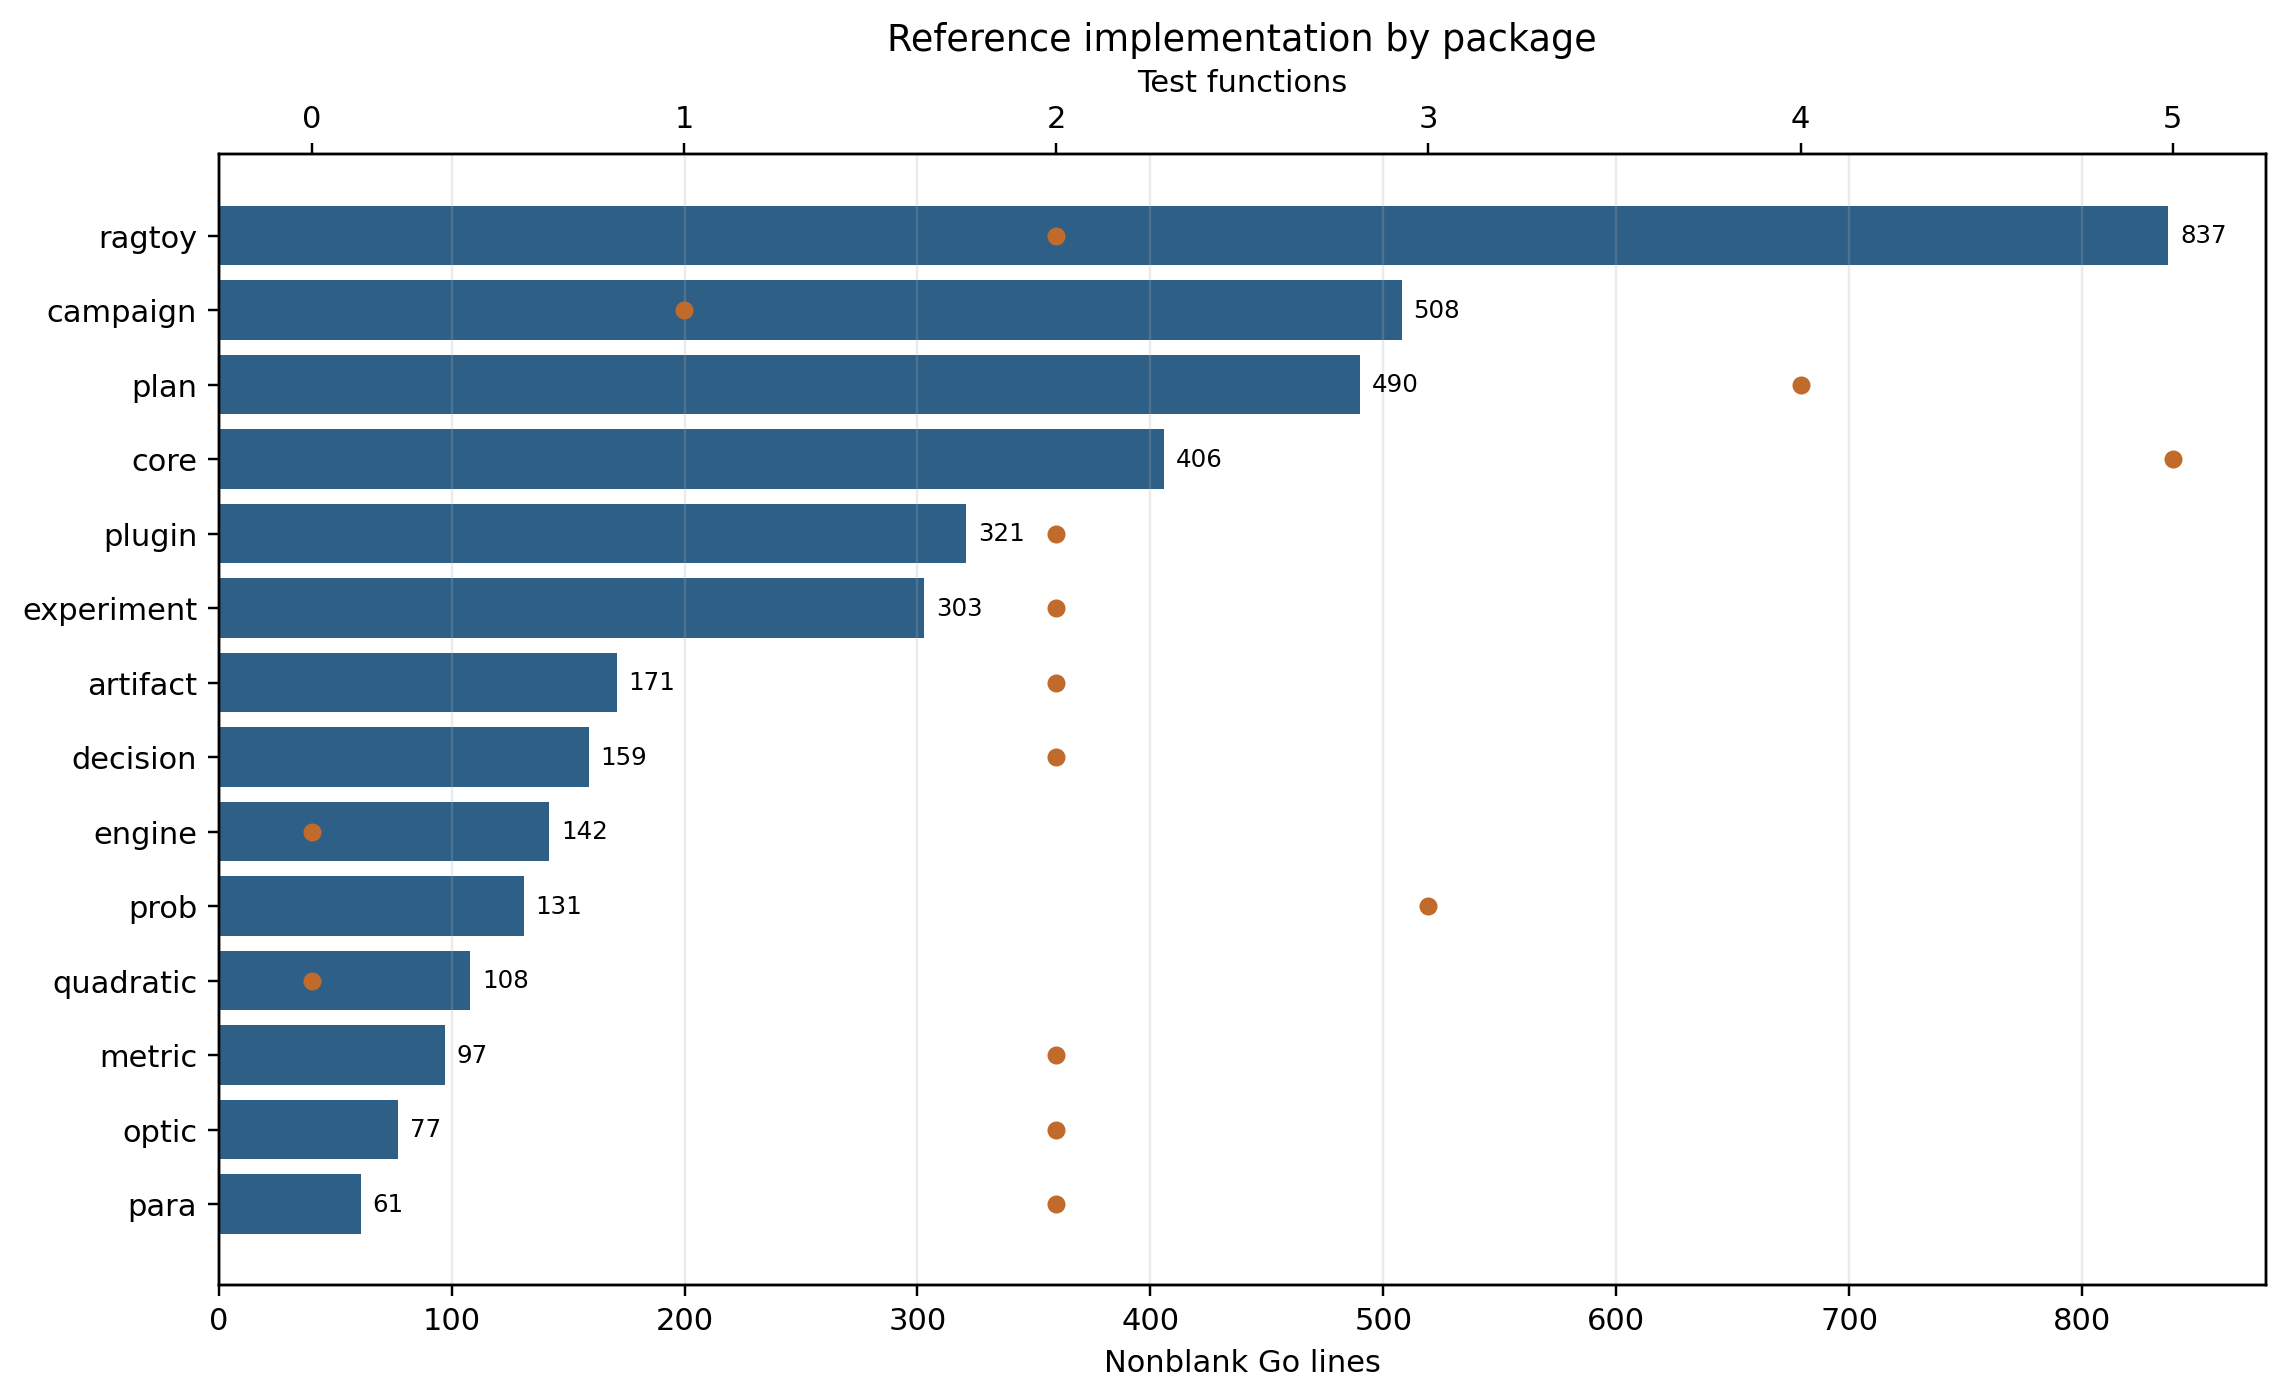 Reference implementation by package
Test functions
0 1 2 3 4 5
ragtoy 837
campaign 508
plan 490
core 406
plugin 321
experiment 303
artifact 171
decision 159
engine 142
prob 131
quadratic 108
metric 97
optic 77
para 61
0 100 200 300 400 500 600 700 800
Nonblank Go lines